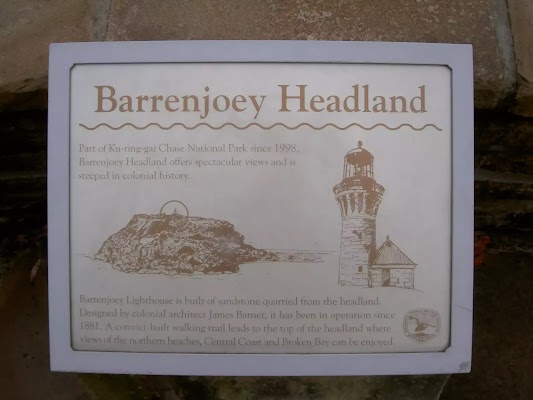 Barrenjoey Headland
Part of Ku-ring-gai Chase National Park since 1998,
Barrenjoey Headland offers spectacular views and is
steeped in colonial history.
Barrenjoey Lighthouse is built of sandstone quarried from the headland.
Designed by colonial architect James Barnet, it has been in operation since
1881. A convict-built walking trail leads to the top of the headland where
views of the northern beaches, Central Coast and Broken Bay can be enjoyed.